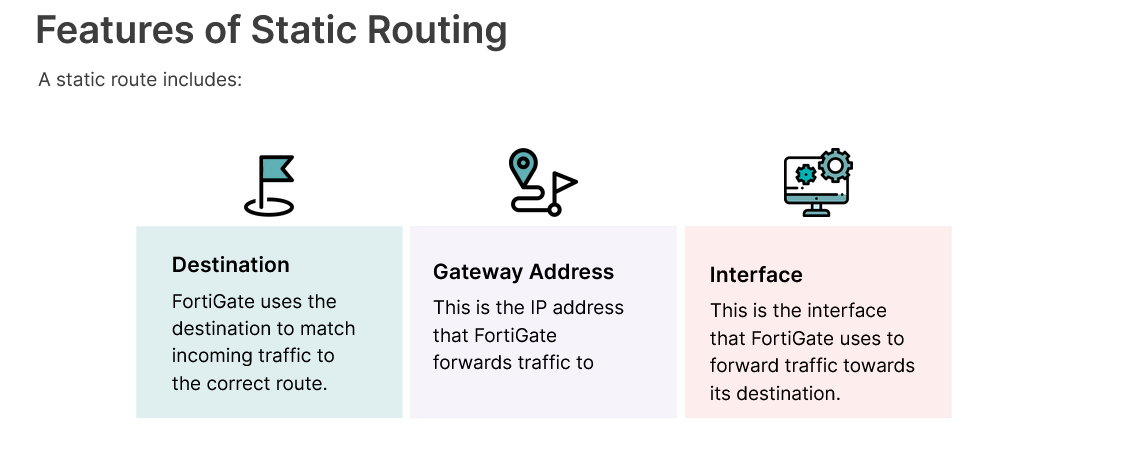 Features of Static Routing
A static route includes:
Destination
FortiGate uses the
destination to match
incoming traffic to
the correct route.
Gateway Address
This is the IP address
that FortiGate
forwards traffic to
Interface
This is the interface
that FortiGate uses to
forward traffic towards
its destination.